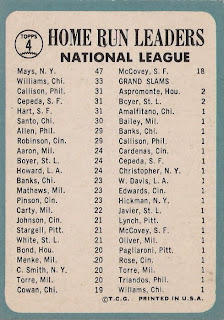 TOPPS
4
HOME RUN LEADERS
NATIONAL LEAGUE
Mays, N. Y. 47
Williams, Chi. 33
Callison, Phil. 31
Cepeda, S. F. 31
Hart, S. F. 31
Santo, Chi. 30
Allen, Phil. 29
Robinson, Cin. 29
Aaron, Mil. 24
Boyer, St. L. 24
Howard, L. A. 24
Banks, Chi. 23
Mathews, Mil. 23
Pinson, Cin. 23
Carty, Mil. 22
Johnson, Cin. 21
Stargell, Pitt. 21
White, St. L. 21
Bond, Hou. 20
Menke, Mil. 20
C. Smith, N. Y. 20
Torre, Mil. 20
Cowan, Chi. 19
McCovey, S. F. 18
GRAND SLAMS
Aspromonte, Hou. 2
Boyer, St. L. 2
Amalfitano, Chi. 1
Bailey, Mil. 1
Banks, Chi. 1
Callison, Phil. 1
Cardenas, Cin. 1
Cepeda, S. F. 1
Christopher, N. Y. 1
W. Davis, L. A. 1
Edwards, Cin. 1
Hickman, N. Y. 1
Javier, St. L. 1
Lynch, Pitt. 1
McCovey, S. F. 1
Oliver, Mil. 1
Pagliaroni, Pitt. 1
Rose, Cin. 1
Torre, Mil. 1
Triandos, Phil. 1
Williams, Chi. 1
© T. C. G. PRINTED IN U. S. A.